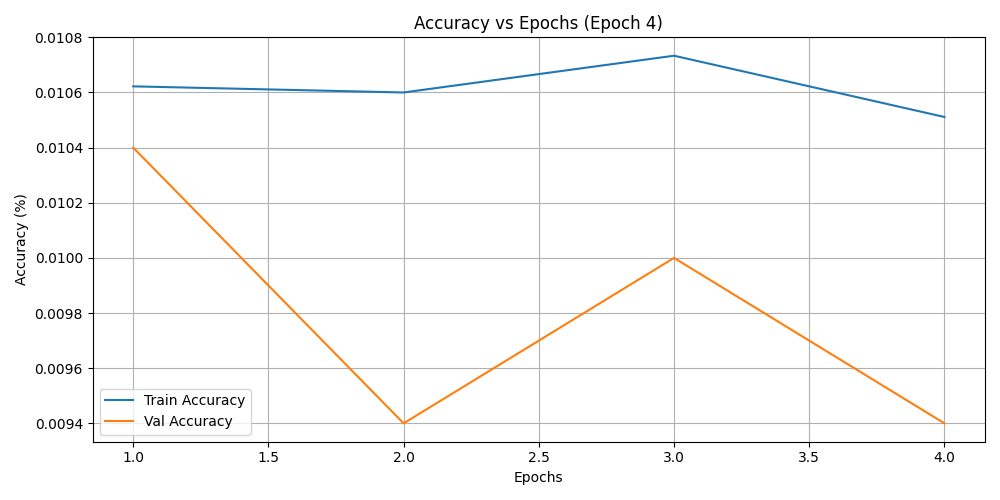 Accuracy vs Epochs (Epoch 4)
0.0108
0.0106
0.0104
0.0102
0.0100
0.0098
0.0096
0.0094
Accuracy (%)
Train Accuracy
Val Accuracy
1.0 1.5 2.0 2.5 3.0 3.5 4.0
Epochs